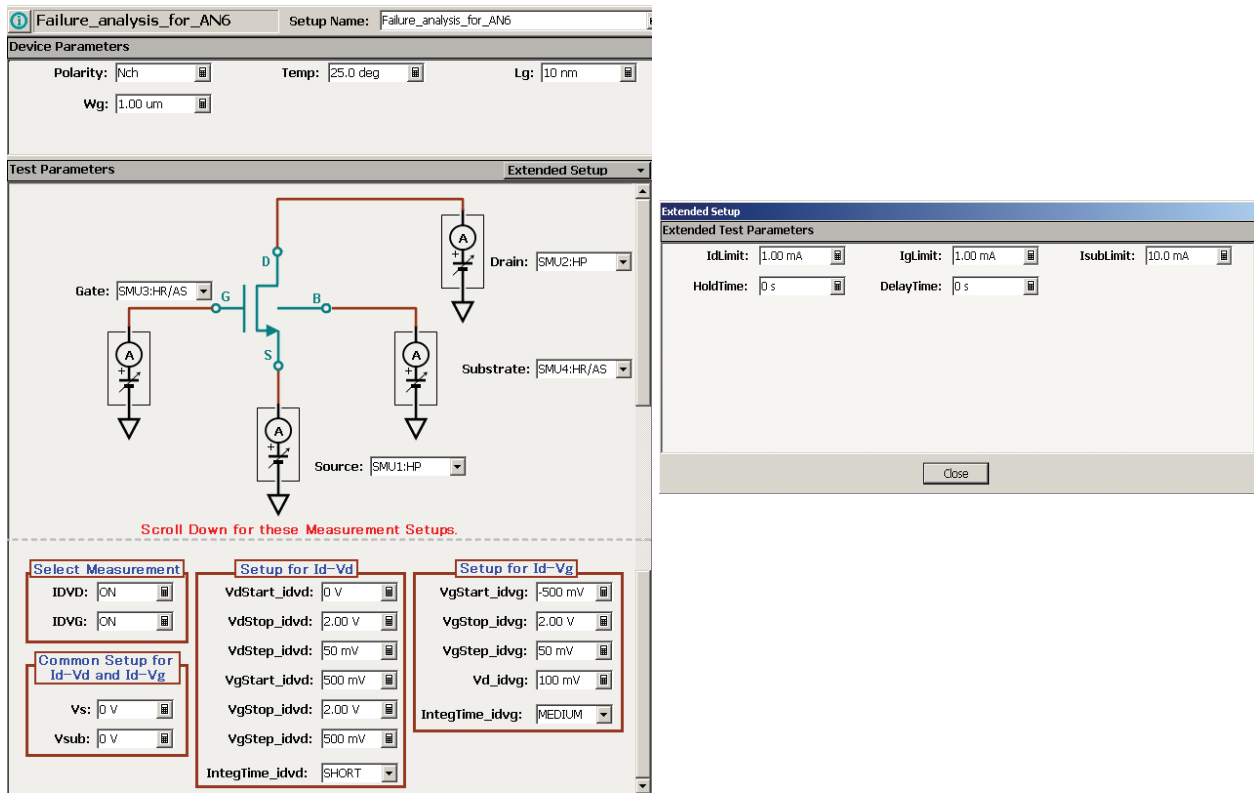 Failure_analysis_for_AN6 Setup Name: Failure_analysis_for_AN6
Device Parameters
Polarity: Nch Temp: 25.0 deg Lg: 10 nm
Wg: 1.00 um
Test Parameters Extended Setup
A
+
D
Drain: SMU2:HP
Gate: SMU3:HR/AS
G
B
A
+
A
+
S
Substrate: SMU4:HR/AS
A
+
Source: SMU1:HP
Scroll Down for these Measurement Setups.
Select Measurement
IDVD: ON
IDVG: ON
Common Setup for
Id-Vd and Id-Vg
Vs: 0 V
Vsub: 0 V
Setup for Id-Vd
VdStart_idvd: 0 V
VdStop_idvd: 2.00 V
VdStep_idvd: 50 mV
VgStart_idvd: 500 mV
VgStop_idvd: 2.00 V
VgStep_idvd: 500 mV
IntegTime_idvd: SHORT
Setup for Id-Vg
VgStart_idvg: -500 mV
VgStop_idvg: 2.00 V
VgStep_idvg: 50 mV
Vd_idvg: 100 mV
IntegTime_idvg: MEDIUM
Extended Setup
Extended Test Parameters
IdLimit: 1.00 mA IgLimit: 1.00 mA IsubLimit: 10.0 mA
HoldTime: 0 s DelayTime: 0 s
Close